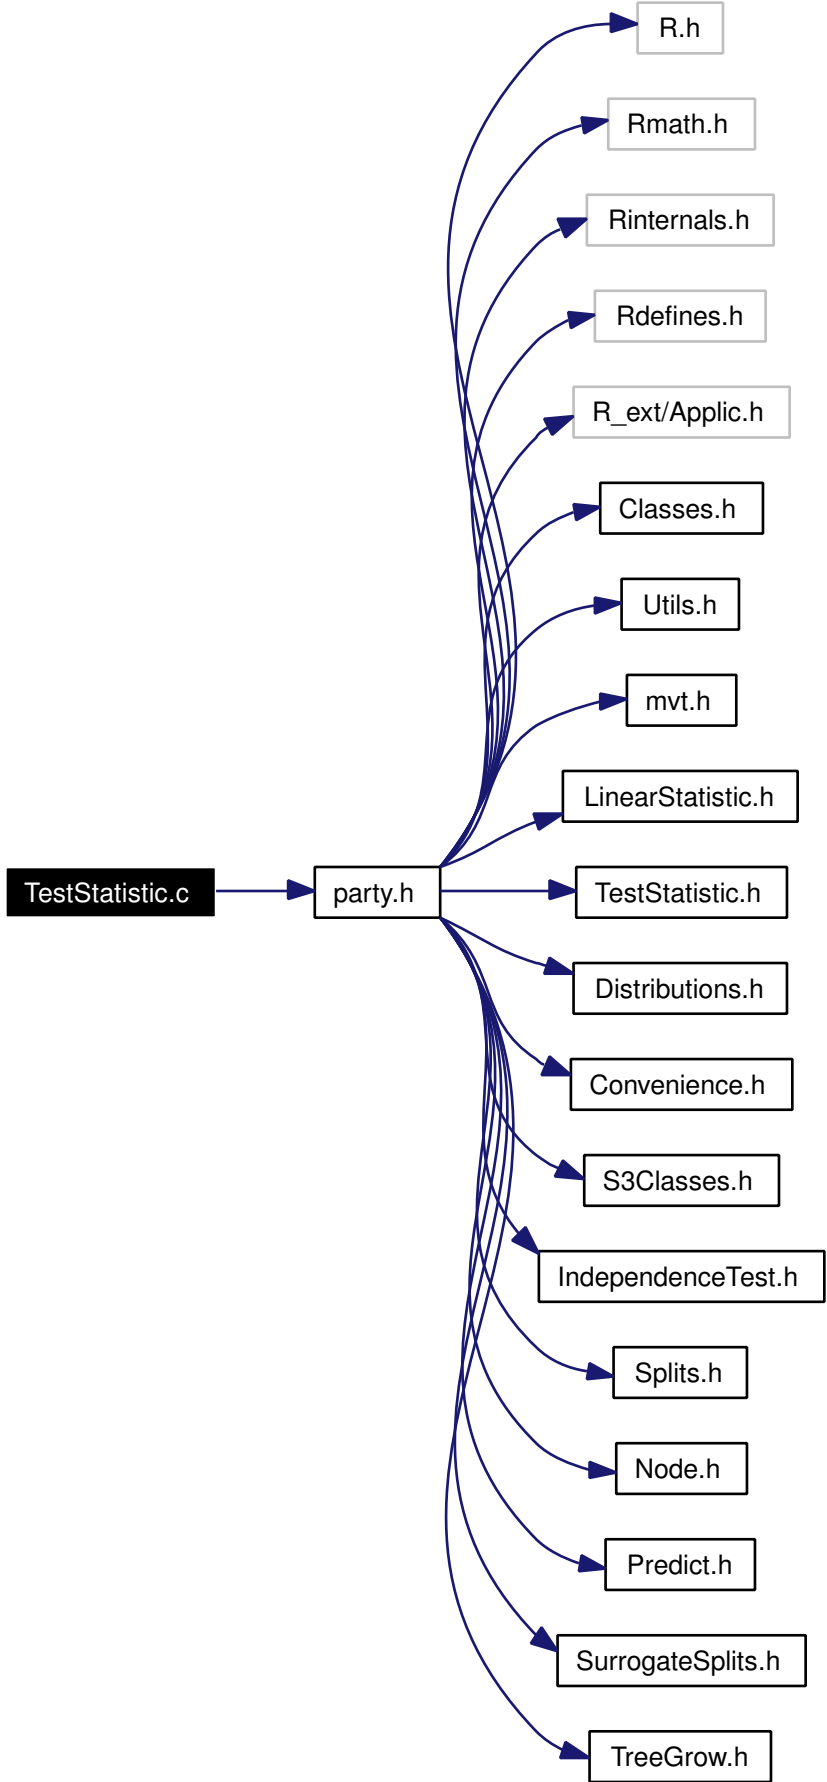 R.h
Rmath.h
Rinternals.h
Rdefines.h
R_ext/Applic.h
Classes.h
Utils.h
mvt.h
LinearStatistic.h
TestStatistic.c
party.h
TestStatistic.h
Distributions.h
Convenience.h
S3Classes.h
IndependenceTest.h
Splits.h
Node.h
Predict.h
SurrogateSplits.h
TreeGrow.h